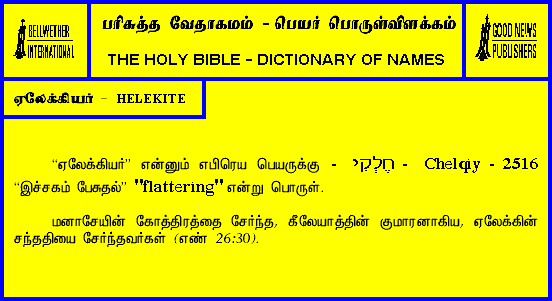 BELLWETHER
INTERNATIONAL
பரிசுத்த வேதாகமம் - பெயர் பொருள்விளக்கம்
THE HOLY BIBLE - DICTIONARY OF NAMES
GOOD NEWS
PUBLISHERS
ஏலேக்கியர் - HELEKITE
“ஏலேக்கியர்” என்னும் எபிரெய பெயருக்கு - חֶלְקִי - Chelqiy - 2516
“இச்சகம் பேசுதல்” "flattering" என்று பொருள்.
மனாசேயின் கோத்திரத்தை சேர்ந்த, கீலேயாத்தின் குமாரனாகிய, ஏலேக்கின்
சந்ததியை சேர்ந்தவர்கள் (எண் 26:30).